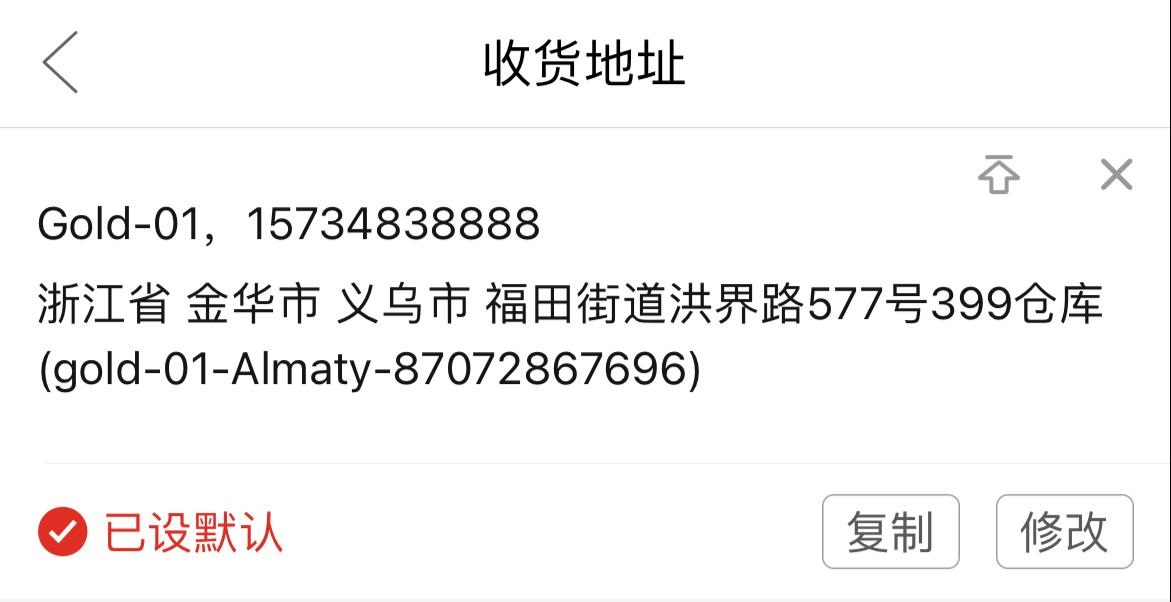 收货地址
Gold-01，15734838888
浙江省 金华市 义乌市 福田街道洪界路577号399仓库
(gold-01-Almaty-87072867696)
已设默认
复制
修改